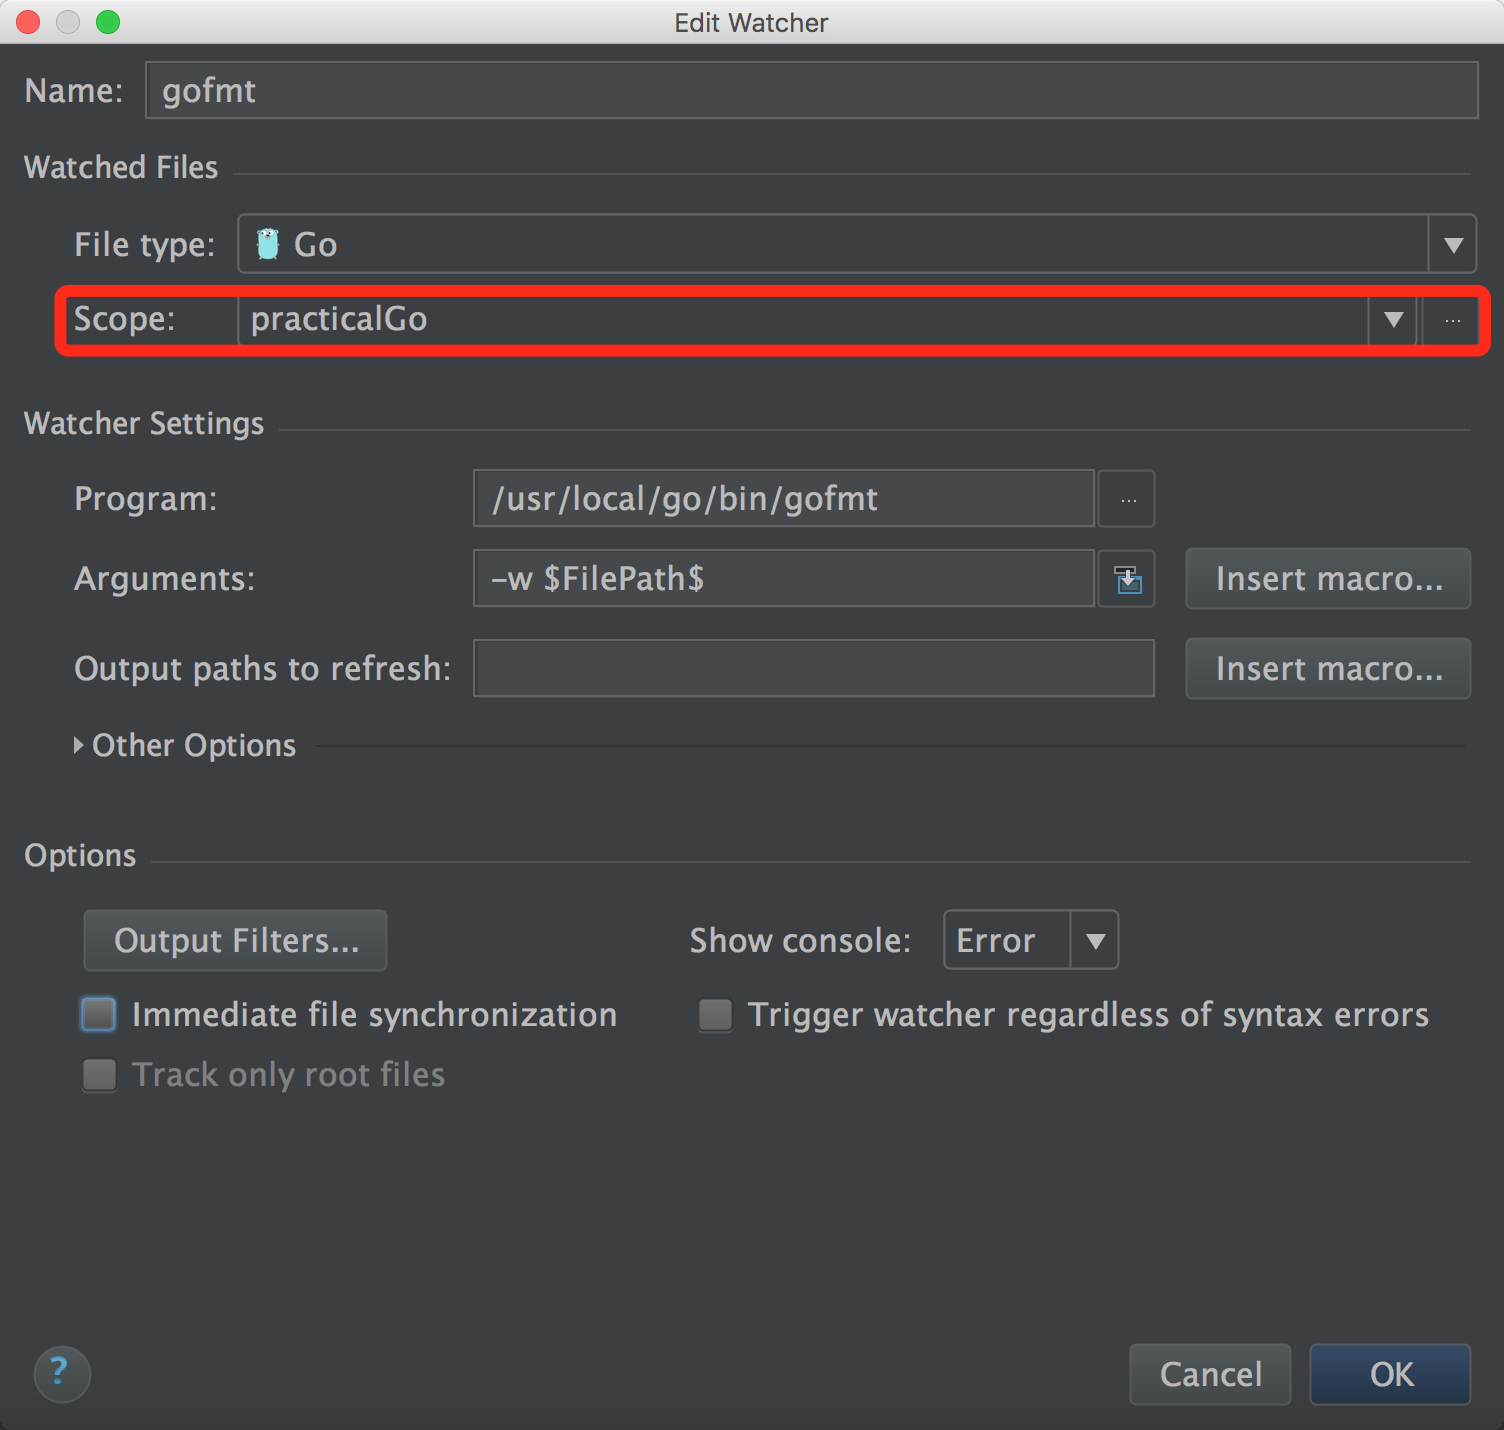 Edit Watcher
Name: gofmt
Watched Files
File type: Go
Scope: practicalGo ...
Watcher Settings
Program: /usr/local/go/bin/gofmt ...
Arguments: -w $FilePath$ Insert macro...
Output paths to refresh: Insert macro...
Other Options
Options
Output Filters... Show console: Error
Immediate file synchronization Trigger watcher regardless of syntax errors
Track only root files
? Cancel OK